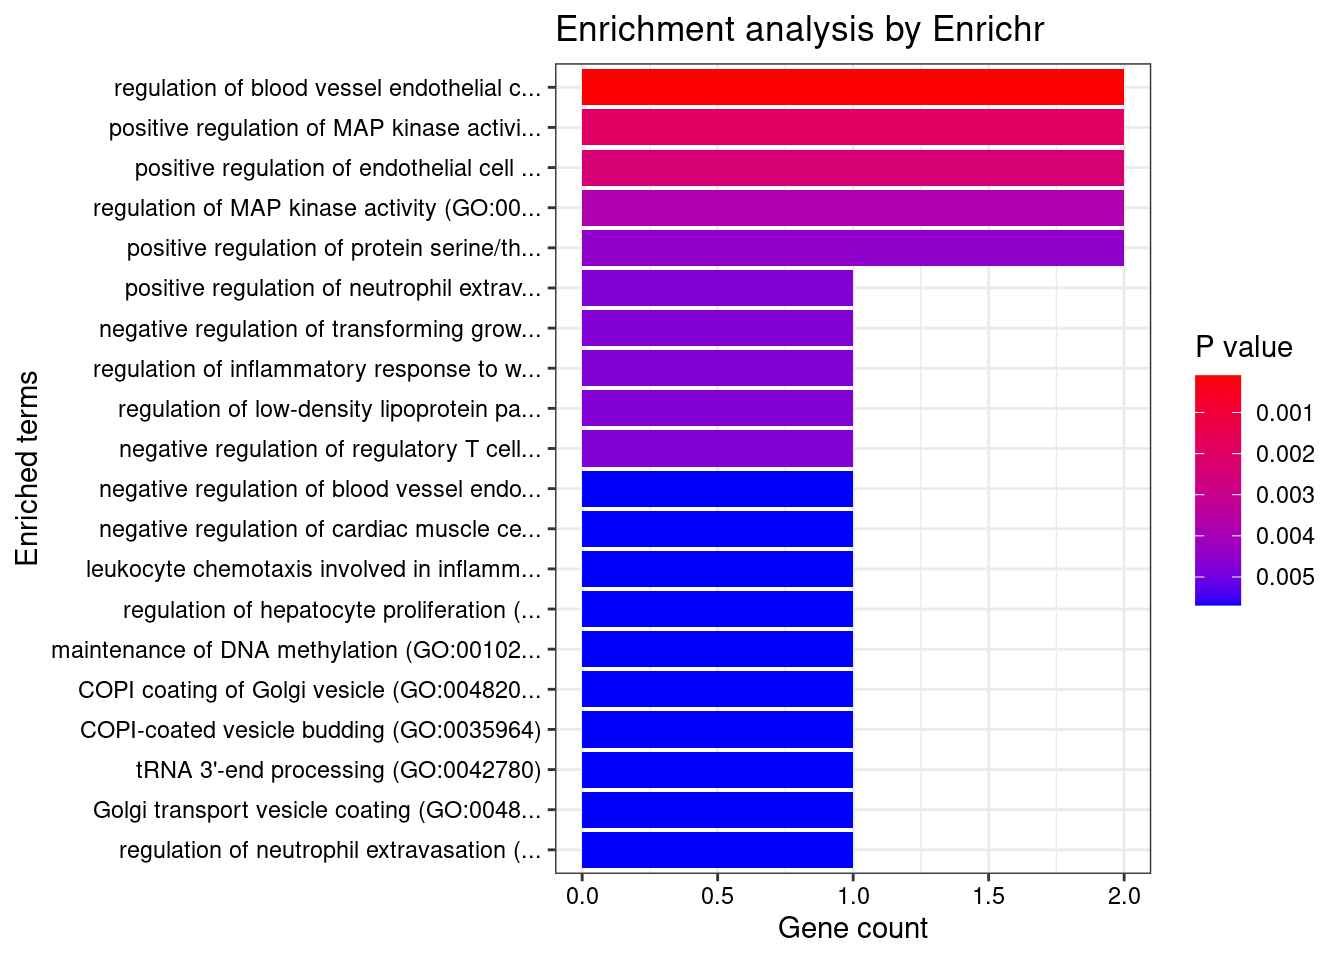 Enrichment analysis by Enrichr
regulation of blood vessel endothelial c...
positive regulation of MAP kinase activi...
positive regulation of endothelial cell ...
regulation of MAP kinase activity (GO:00...
positive regulation of protein serine/th...
positive regulation of neutrophil extrav...
negative regulation of transforming grow...
regulation of inflammatory response to w...
regulation of low-density lipoprotein pa...
negative regulation of regulatory T cell...
negative regulation of blood vessel endo...
negative regulation of cardiac muscle ce...
leukocyte chemotaxis involved in inflamm...
regulation of hepatocyte proliferation (...
maintenance of DNA methylation (GO:00102...
COPI coating of Golgi vesicle (GO:004820...
COPI-coated vesicle budding (GO:0035964)
tRNA 3'-end processing (GO:0042780)
Golgi transport vesicle coating (GO:0048...
regulation of neutrophil extravasation (...
Enriched terms
0.0 0.5 1.0 1.5 2.0
Gene count
P value
0.001
0.002
0.003
0.004
0.005